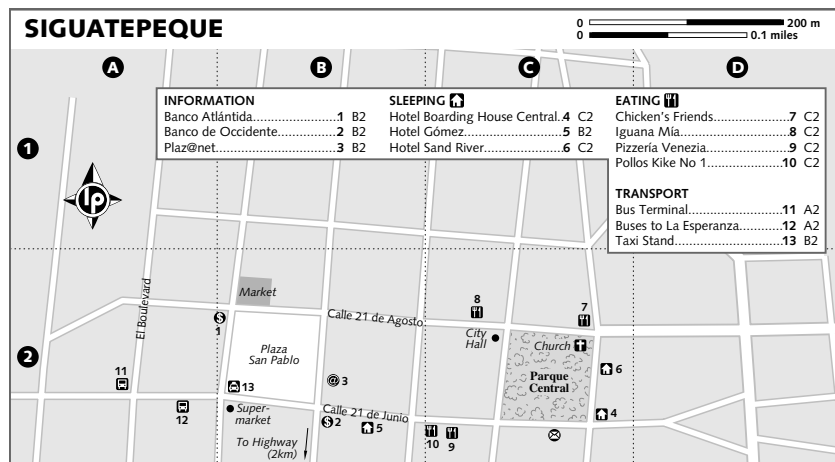 SIGUATEPEQUE
0 200 m
0 0.1 miles
A B C D
INFORMATION
Banco Atlántida 1 B2
Banco de Occidente 2 B2
Plaz@net 3 B2
SLEEPING
Hotel Boarding House Central 4 C2
Hotel Gómez 5 B2
Hotel Sand River 6 C2
EATING
Chicken's Friends 7 C2
Iguana Mía 8 C2
Pizzería Venezia 9 C2
Pollos Kike No 1 10 C2
TRANSPORT
Bus Terminal 11 A2
Buses to La Esperanza 12 A2
Taxi Stand 13 B2
1
lp
El Boulevard
Market
$
1
Calle 21 de Agosto
8
7
City
Hall
Church
2
Plaza
San Pablo
Parque
Central
6
11
13
@ 3
12
Super-
market
Calle 21 de Junio
$ 2
5
10
9
4
To Highway
(2km)